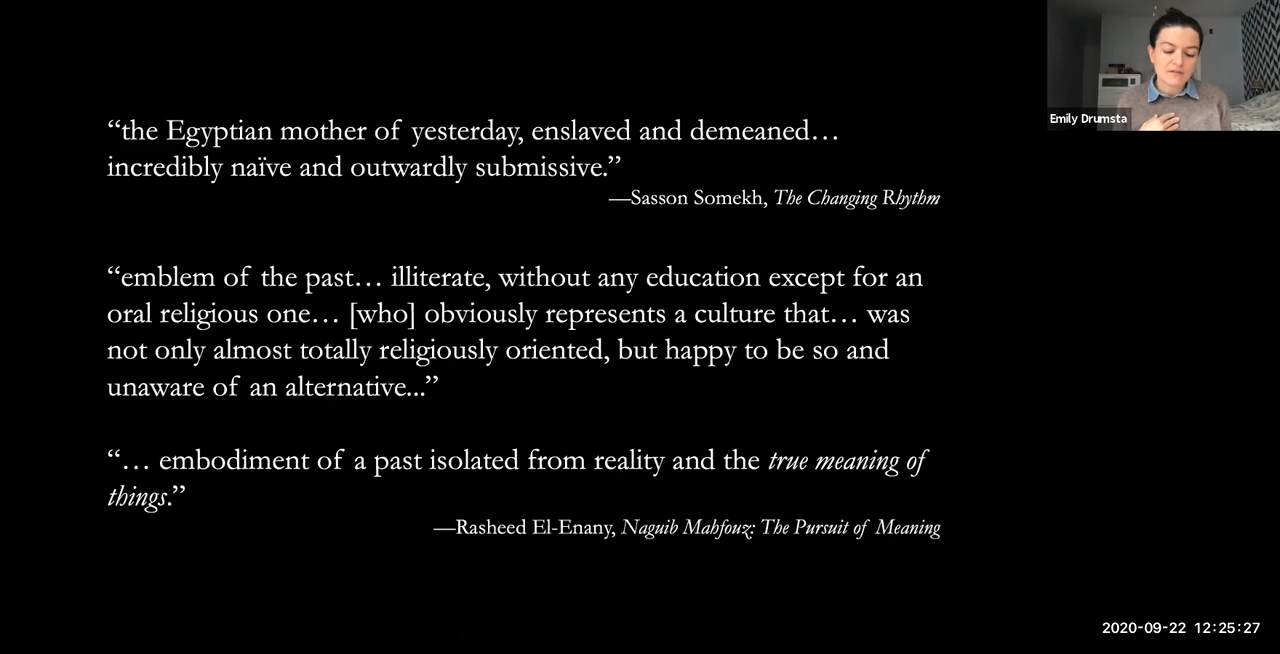 “the Egyptian mother of yesterday, enslaved and demeaned…
incredibly naïve and outwardly submissive.”
—Sasson Somekh, The Changing Rhythm
“emblem of the past… illiterate, without any education except for an
oral religious one… [who] obviously represents a culture that… was
not only almost totally religiously oriented, but happy to be so and
unaware of an alternative...”
“… embodiment of a past isolated from reality and the true meaning of
things.”
—Rasheed El-Enany, Naguib Mahfouz: The Pursuit of Meaning
Emily Drumsta
2020-09-22 12:25:27